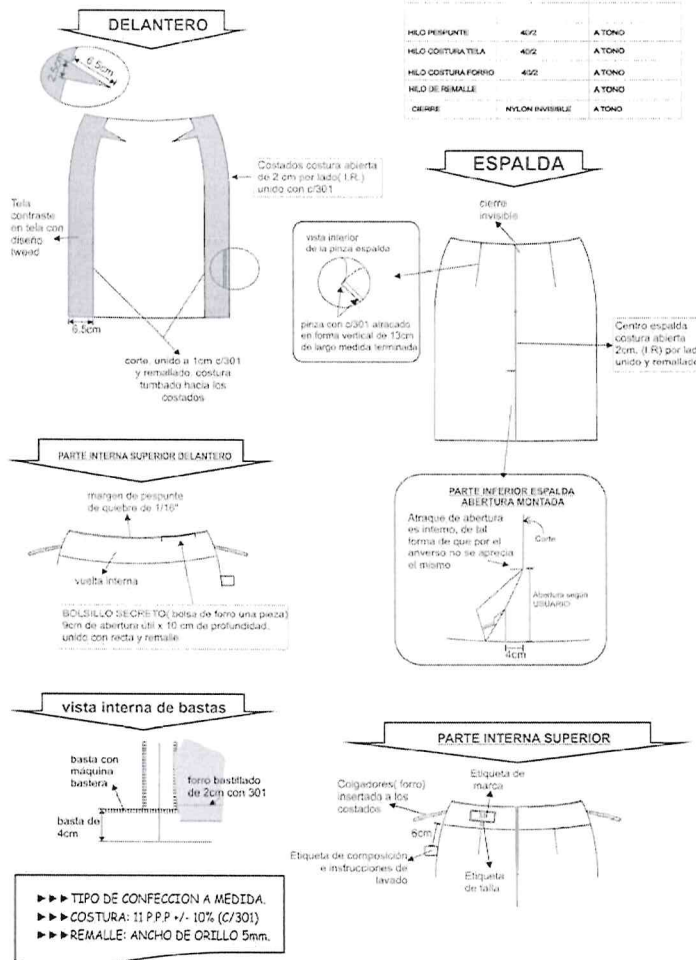 DELANTERO
2.5cm
6.5cm
HILO PESPUNTE 40/2 A TONO
HILO COSTURA TELA 40/2 A TONO
HILO COSTURA FORRO 40/2 A TONO
HILO DE REMALLE A TONO
CIERRE NYLON INVISIBLE A TONO
Costados costura abierta
de 2 cm por lado( I.R.)
unido con c/301
Tela
contraste
en tela con
diseño
tweed
6.5cm
corte, unido a 1cm c/301
y remallado, costura
tumbado hacia los
costados
ESPALDA
cierre
invisible
vista interior
de la pinza espalda
pinza con c/301 atracado
en forma vertical de 13cm
de largo medida terminada
Centro espalda
costura abierta
2cm. (I.R) por lad
unido y remallado
PARTE INTERNA SUPERIOR DELANTERO
margen de pespunte
de quiebre de 1/16"
vuelta interna
BOLSILLO SECRETO( bolsa de forro una pieza)
9cm de abertura útil x 10 cm de profundidad.
unido con recta y remalle
PARTE INFERIOR ESPALDA
ABERTURA MONTADA
Atraque de abertura
es interno, de tal
forma de que por el
anverso no se aprecia
el mismo
Corte
Abertura según
USUARIO
4cm
vista interna de bastas
basta con
máquina
bastera
forro bastillado
de 2cm con 301
basta de
4cm
PARTE INTERNA SUPERIOR
Colgadores( forro)
insertada a los
costados
Etiqueta de
marca
6cm
Etiqueta de composición
e instrucciones de
lavado
Etiqueta
de talla
►►►TIPO DE CONFECCION A MEDIDA.
►►►COSTURA: 11 P.P.P +/- 10% (C/301)
►►►REMALLE: ANCHO DE ORILLO 5mm.